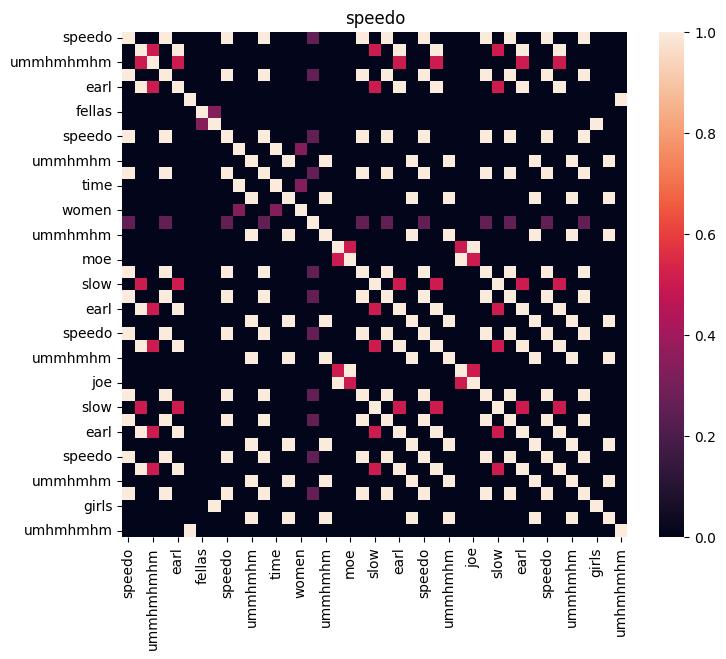 speedo
speedo
ummhmhmhm
earl
fellas
speedo
ummhmhm
time
women
ummhmhm
moe
slow
earl
speedo
ummhmhm
joe
slow
earl
speedo
ummhmhm
girls
umhmhmhm
1.0
0.8
0.6
0.4
0.2
0.0
speedo
ummhmhmhm
earl
fellas
speedo
ummhmhm
time
women
ummhmhm
moe
slow
earl
speedo
ummhmhm
joe
slow
earl
speedo
ummhmhm
girls
umhmhmhm